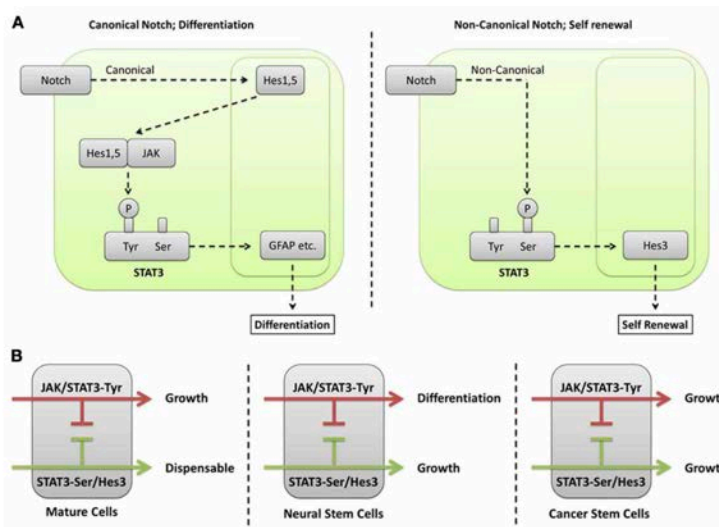 A
Canonical Notch; Differentiation
Non-Canonical Notch; Self renewal
Notch
Canonical
Hes1,5
Hes1,5
JAK
P
Tyr
Ser
STAT3
GFAP etc.
Differentiation
Notch
Non-Canonical
P
Tyr
Ser
STAT3
Hes3
Self Renewal
B
JAK/STAT3-Tyr
Growth
STAT3-Ser/Hes3
Dispensable
Mature Cells
JAK/STAT3-Tyr
Differentiation
STAT3-Ser/Hes3
Growth
Neural Stem Cells
JAK/STAT3-Tyr
Growt
STAT3-Ser/Hes3
Growt
Cancer Stem Cells